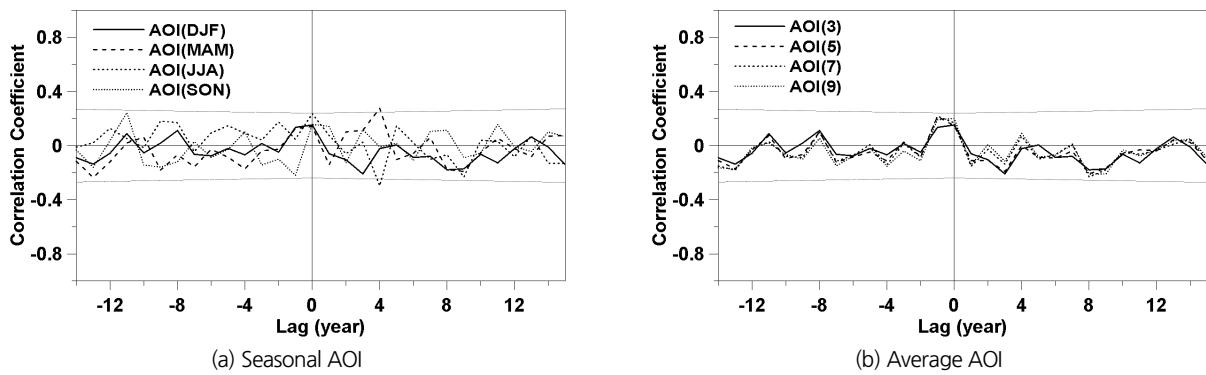 0.8
0.4
0
-0.4
-0.8
Correlation Coefficient
AOI(DJF)
AOI(MAM)
AOI(JJA)
AOI(SON)
-12 -8 -4 0 4 8 12
Lag (year)
(a) Seasonal AOI
0.8
0.4
0
-0.4
-0.8
Correlation Coefficient
AOI(3)
AOI(5)
AOI(7)
AOI(9)
-12 -8 -4 0 4 8 12
Lag (year)
(b) Average AOI